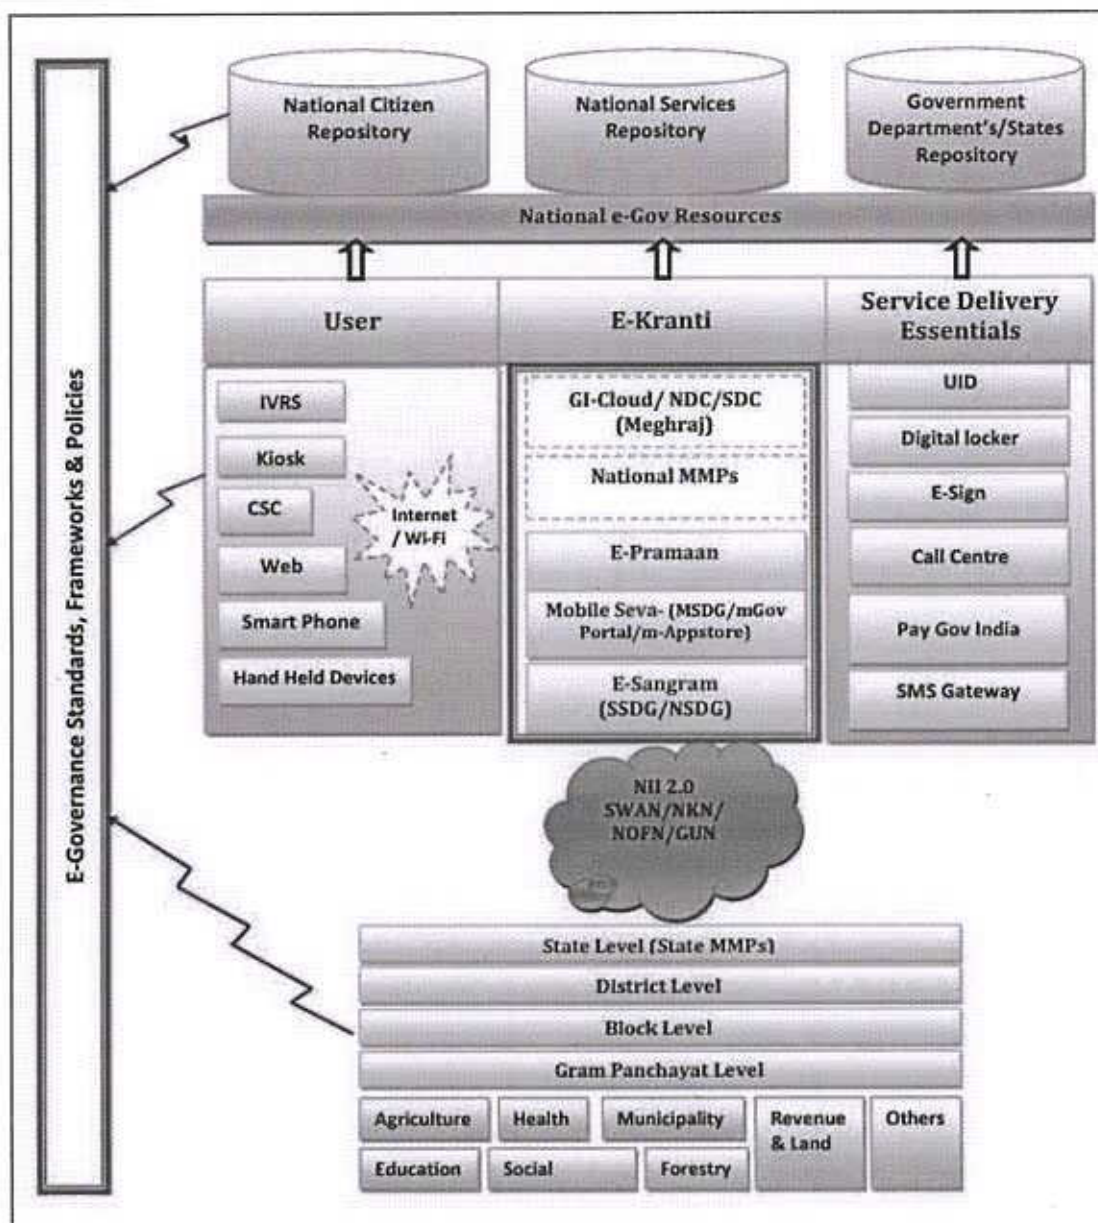 E-Governance Standards, Frameworks & Policies
National Citizen
Repository
National Services
Repository
Government
Department's/States
Repository
National e-Gov Resources
User
E-Kranti
Service Delivery
Essentials
IVRS
Kiosk
CSC
Web
Smart Phone
Hand Held Devices
Internet
/ Wi-Fi
GI-Cloud/ NDC/SDC
(Meghraj)
National MMPs
E-Pramaan
Mobile Seva- (MSDG/mGov
Portal/m-Appstore)
E-Sangram
(SSDG/NSDG)
UID
Digital locker
E-Sign
Call Centre
Pay Gov India
SMS Gateway
NII 2.0
SWAN/NKN/
NOFN/GUN
State Level (State MMPs)
District Level
Block Level
Gram Panchayat Level
Agriculture
Health
Municipality
Revenue
& Land
Others
Education
Social
Forestry